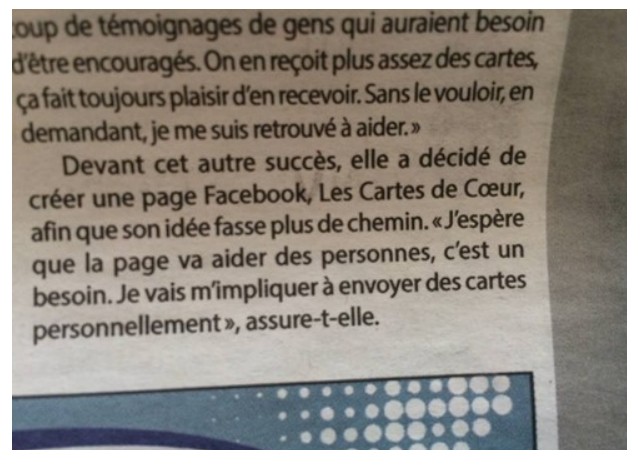 coup de témoignages de gens qui auraient besoin
d'être encouragés. On en reçoit plus assez des cartes,
ça fait toujours plaisir d'en recevoir. Sans le vouloir, en
demandant, je me suis retrouvé à aider. »
Devant cet autre succès, elle a décidé de
créer une page Facebook, Les Cartes de Cœur,
afin que son idée fasse plus de chemin. « J'espère
que la page va aider des personnes, c'est un
besoin. Je vais m'impliquer à envoyer des cartes
personnellement », assure-t-elle.